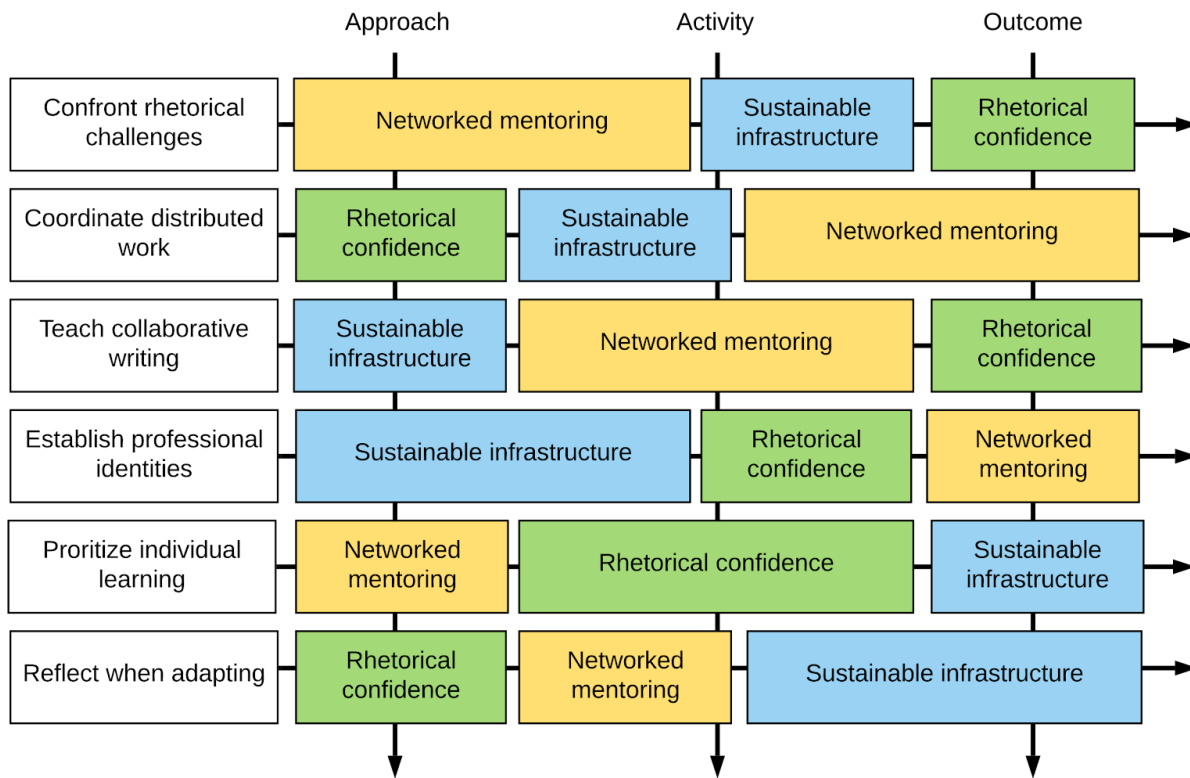 Approach Activity Outcome
Confront rhetorical
challenges
Networked mentoring
Sustainable
infrastructure
Rhetorical
confidence
Coordinate distributed
work
Rhetorical
confidence
Sustainable
infrastructure
Networked mentoring
Teach collaborative
writing
Sustainable
infrastructure
Networked mentoring
Rhetorical
confidence
Establish professional
identities
Sustainable infrastructure
Rhetorical
confidence
Networked
mentoring
Proritize individual
learning
Networked
mentoring
Rhetorical confidence
Sustainable
infrastructure
Reflect when adapting
Rhetorical
confidence
Networked
mentoring
Sustainable infrastructure